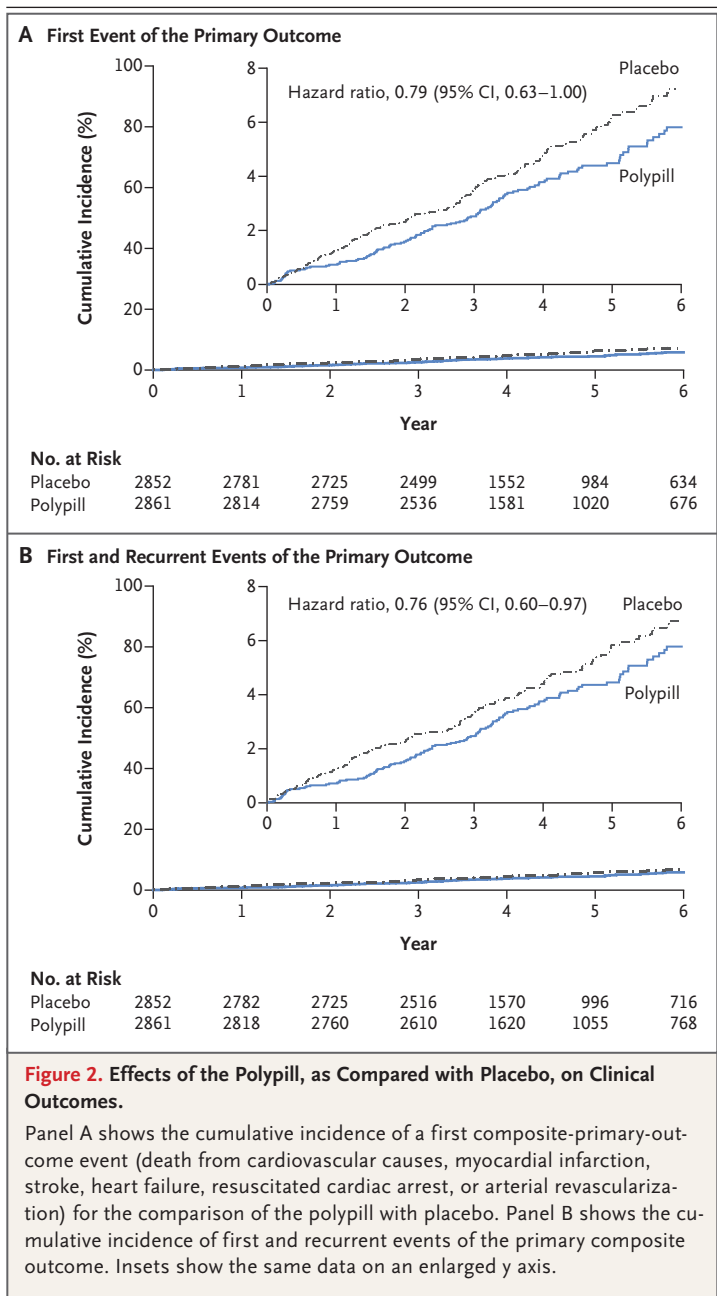 A First Event of the Primary Outcome
Cumulative Incidence (%)
100
80
60
40
20
0
0 1 2 3 4 5 6
Year
8
6
4
2
0
0 1 2 3 4 5 6
Hazard ratio, 0.79 (95% CI, 0.63–1.00)
Placebo
Polypill
No. at Risk
Placebo 2852 2781 2725 2499 1552 984 634
Polypill 2861 2814 2759 2536 1581 1020 676
B First and Recurrent Events of the Primary Outcome
Cumulative Incidence (%)
100
80
60
40
20
0
0 1 2 3 4 5 6
Year
8
6
4
2
0
0 1 2 3 4 5 6
Hazard ratio, 0.76 (95% CI, 0.60–0.97)
Placebo
Polypill
No. at Risk
Placebo 2852 2782 2725 2516 1570 996 716
Polypill 2861 2818 2760 2610 1620 1055 768
Figure 2. Effects of the Polypill, as Compared with Placebo, on Clinical
Outcomes.
Panel A shows the cumulative incidence of a first composite-primary-out-
come event (death from cardiovascular causes, myocardial infarction,
stroke, heart failure, resuscitated cardiac arrest, or arterial revasculariza-
tion) for the comparison of the polypill with placebo. Panel B shows the cu-
mulative incidence of first and recurrent events of the primary composite
outcome. Insets show the same data on an enlarged y axis.